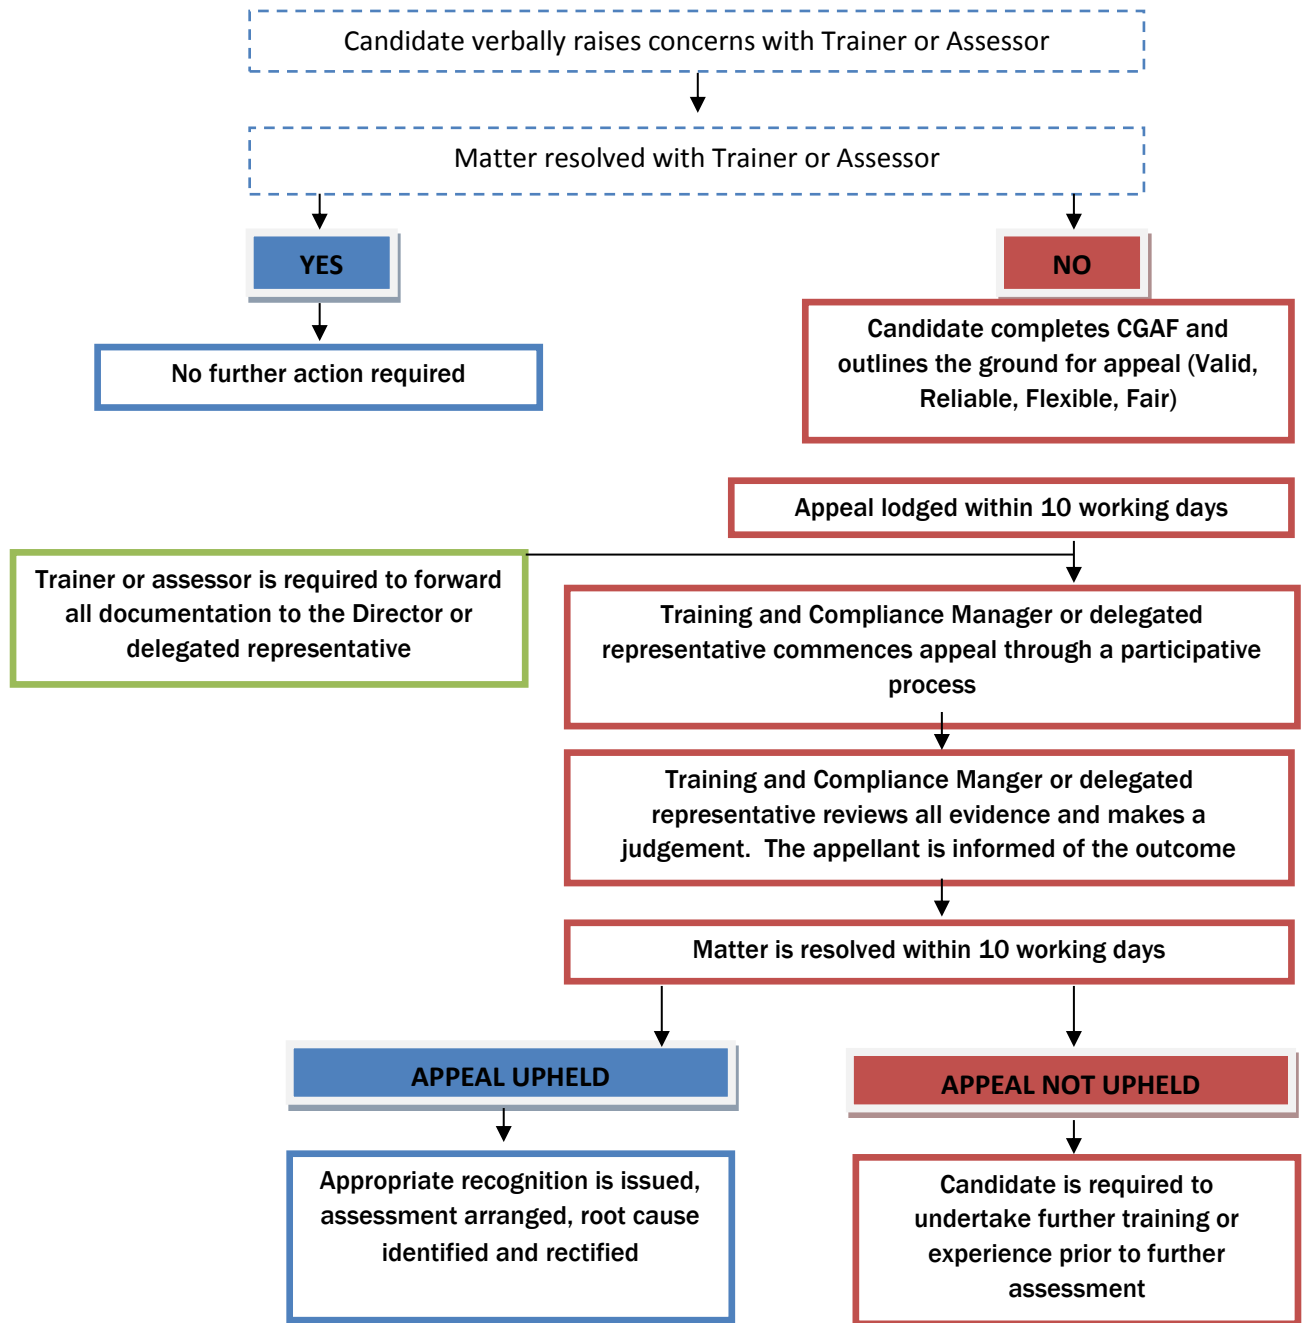 Candidate verbally raises concerns with Trainer or Assessor
Matter resolved with Trainer or Assessor
YES
NO
No further action required
Candidate completes CGAF and
outlines the ground for appeal (Valid,
Reliable, Flexible, Fair)
Appeal lodged within 10 working days
Trainer or assessor is required to forward
all documentation to the Director or
delegated representative
Training and Compliance Manager or delegated
representative commences appeal through a participative
process
Training and Compliance Manger or delegated
representative reviews all evidence and makes a
judgement.  The appellant is informed of the outcome
Matter is resolved within 10 working days
APPEAL UPHELD
APPEAL NOT UPHELD
Appropriate recognition is issued,
assessment arranged, root cause
identified and rectified
Candidate is required to
undertake further training or
experience prior to further
assessment